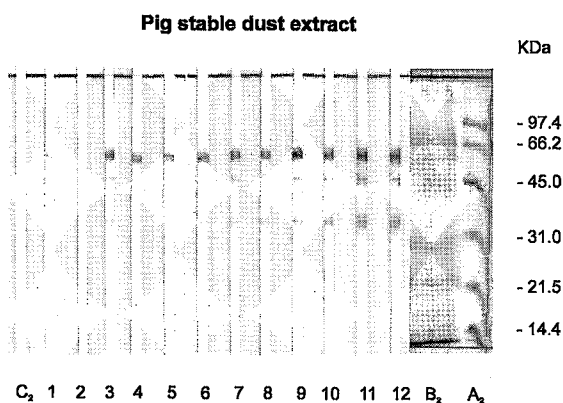 Pig stable dust extract
KDa
- 97.4
- 66.2
- 45.0
- 31.0
- 21.5
- 14.4
C₂ 1 2 3 4 5 6 7 8 9 10 11 12 B₂ A₂